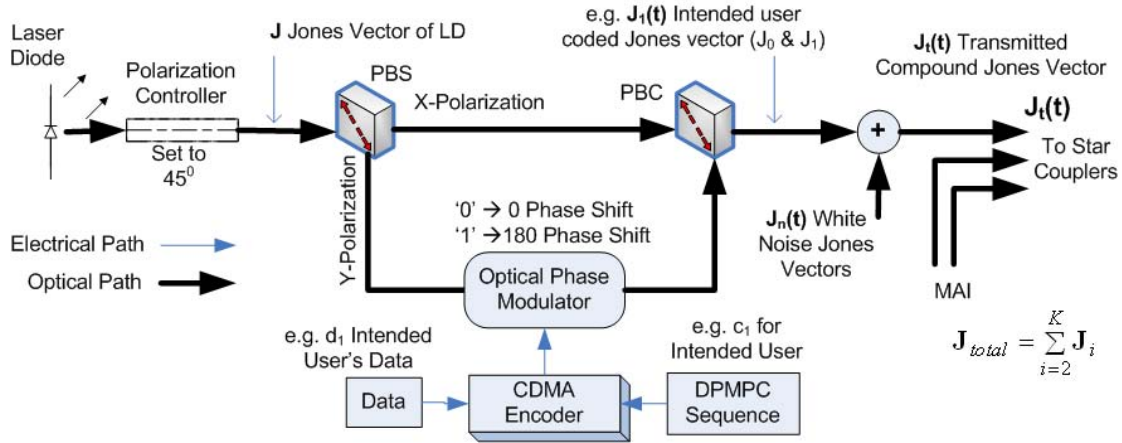 Laser
Diode
Polarization
Controller
Set to
45⁰
J Jones Vector of LD
PBS
X-Polarization
Y-Polarization
e.g. J₁(t) Intended user
coded Jones vector (J₀ & J₁)
PBC
Jₜ(t) Transmitted
Compound Jones Vector
+
Jₜ(t)
To Star
Couplers
Jₙ(t) White
Noise Jones
Vectors
MAI
'0' → 0 Phase Shift
'1' →180 Phase Shift
Optical Phase
Modulator
Electrical Path
Optical Path
e.g. d₁ Intended
User's Data
Data
CDMA
Encoder
e.g. c₁ for
Intended User
DPMPC
Sequence
J_total = ∑_{i=2}^{K} J_i